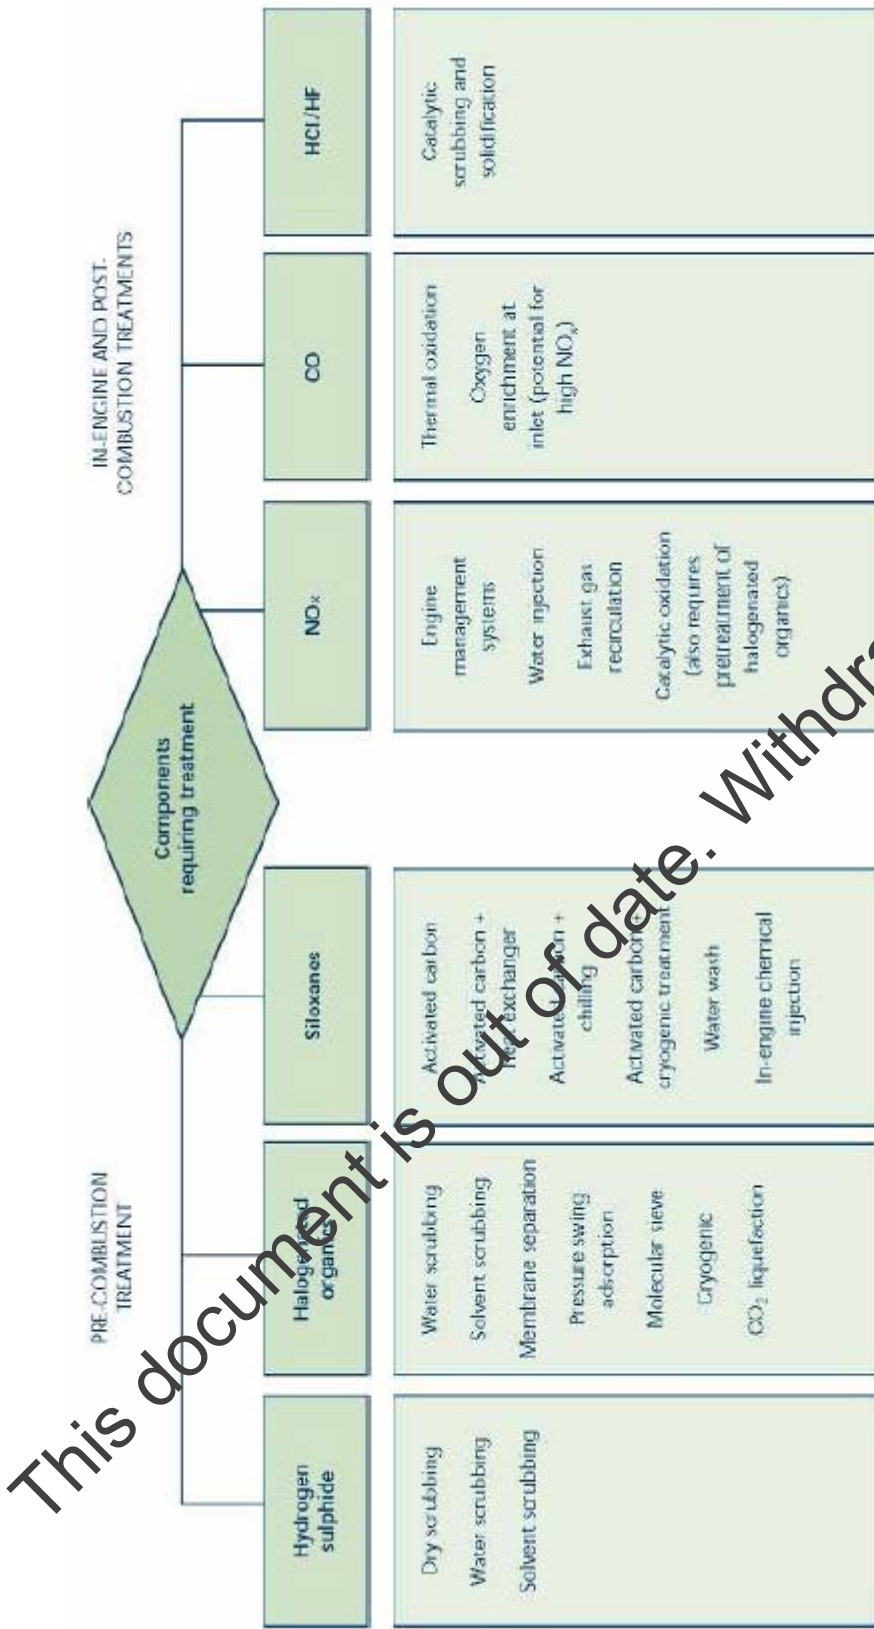 PRE-COMBUSTION
TREATMENT
IN-ENGINE AND POST-
COMBUSTION TREATMENTS
Components
requiring treatment
Hydrogen
sulphide
Dry scrubbing
Water scrubbing
Solvent scrubbing
Halogenated
organics
Water scrubbing
Solvent scrubbing
Membrane separation
Pressure swing
adsorption
Molecular sieve
Cryogenic
CO₂ liquefaction
Siloxanes
Activated carbon
Activated carbon +
heat exchanger
Activated carbon +
chilling
Activated carbon +
cryogenic treatment
Water wash
In-engine chemical
injection
NOx
Engine
management
systems
Water injection
Exhaust gas
recirculation
Catalytic oxidation
(also requires
pretreatment of
halogenated
organics)
CO
Thermal oxidation
Oxygen
enrichment at
inlet (potential for
high NOx)
HCl/HF
Catalytic
scrubbing and
solidification
This document is out of date. Withdra